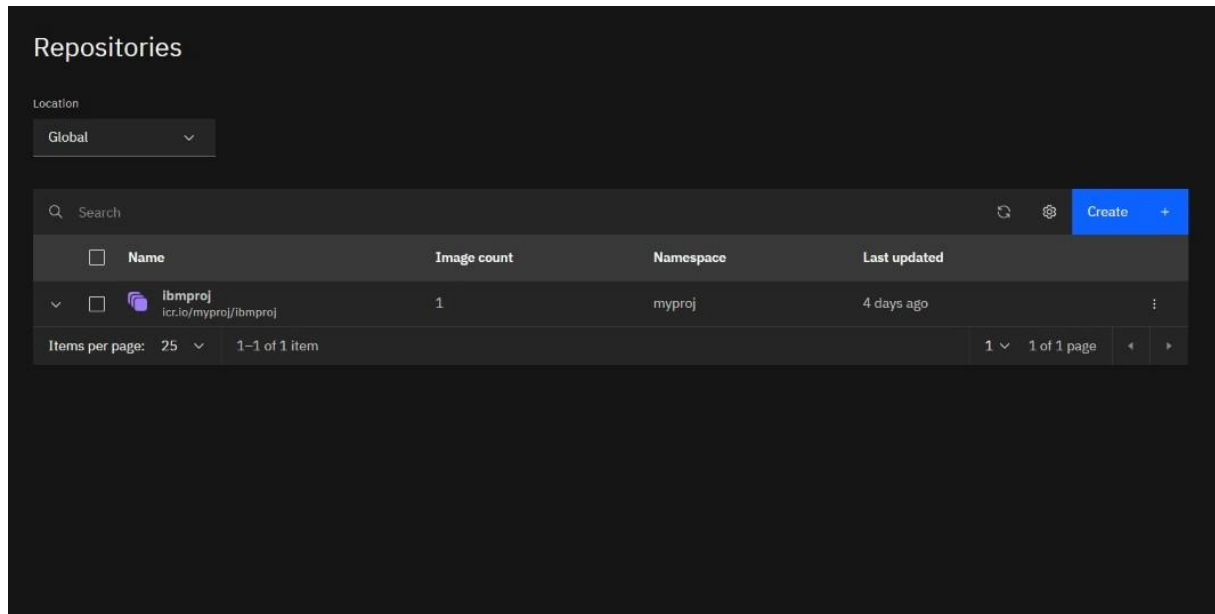 Repositories
Location
Global
Search
Create +
Name Image count Namespace Last updated
ibmproj
icr.io/myproj/ibmproj
1 myproj 4 days ago
Items per page: 25 1–1 of 1 item 1 1 of 1 page